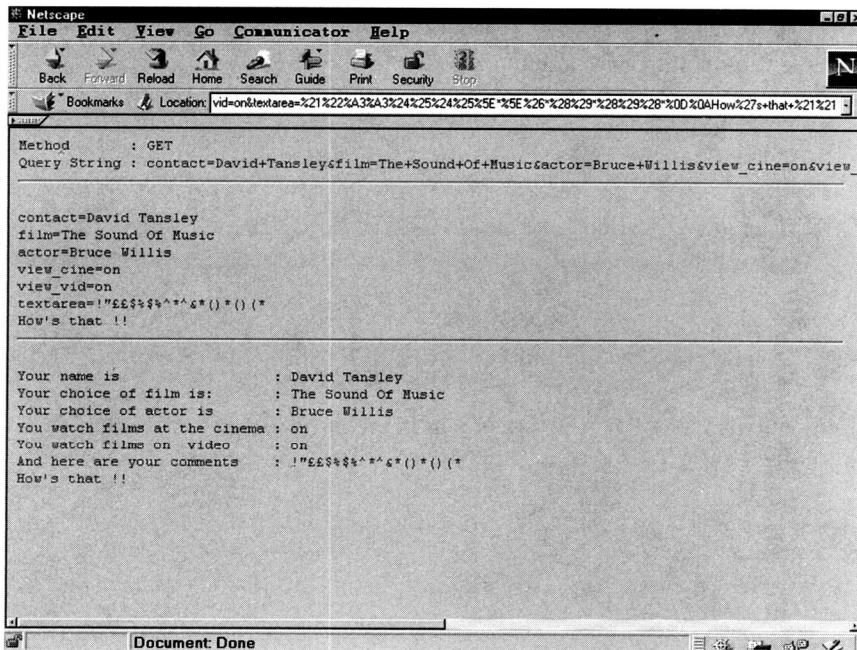 Netscape
File Edit View Go Communicator Help
Back Forward Reload Home Search Guide Print Security Stop
N
Bookmarks Location: vid=on&textarea=%21%22%A3%A3%24%25%24%25%5E*%5E%26*%28%29*%28%29%28*%0D%0AHow%27s+that+%21%21
Method : GET
Query String : contact=David+Tansley&film=The+Sound+Of+Music&actor=Bruce+Willis&view_cine=on&view_
contact=David Tansley
film=The Sound Of Music
actor=Bruce Willis
view_cine=on
view_vid=on
textarea=!"££$%$%^*^&*()*()(*
How's that !!
Your name is : David Tansley
Your choice of film is: : The Sound Of Music
Your choice of actor is : Bruce Willis
You watch films at the cinema : on
You watch films on video : on
And here are your comments : !"££$%$%^*^&*()*()(*
How's that !!
Document: Done